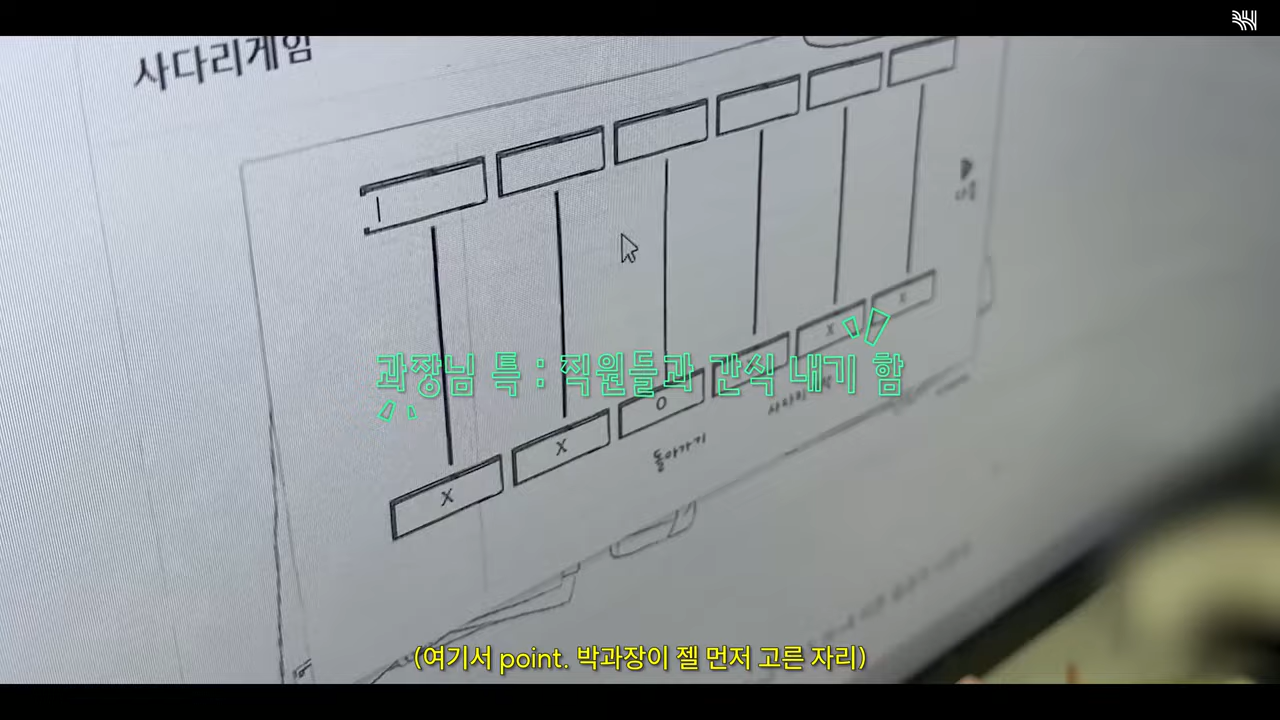 사다리게임
과장님 특 : 직원들과 간식 내기 함
X
X
O
X
X
돌아가기
(여기서 point. 박과장이 젤 먼저 고른 자리)